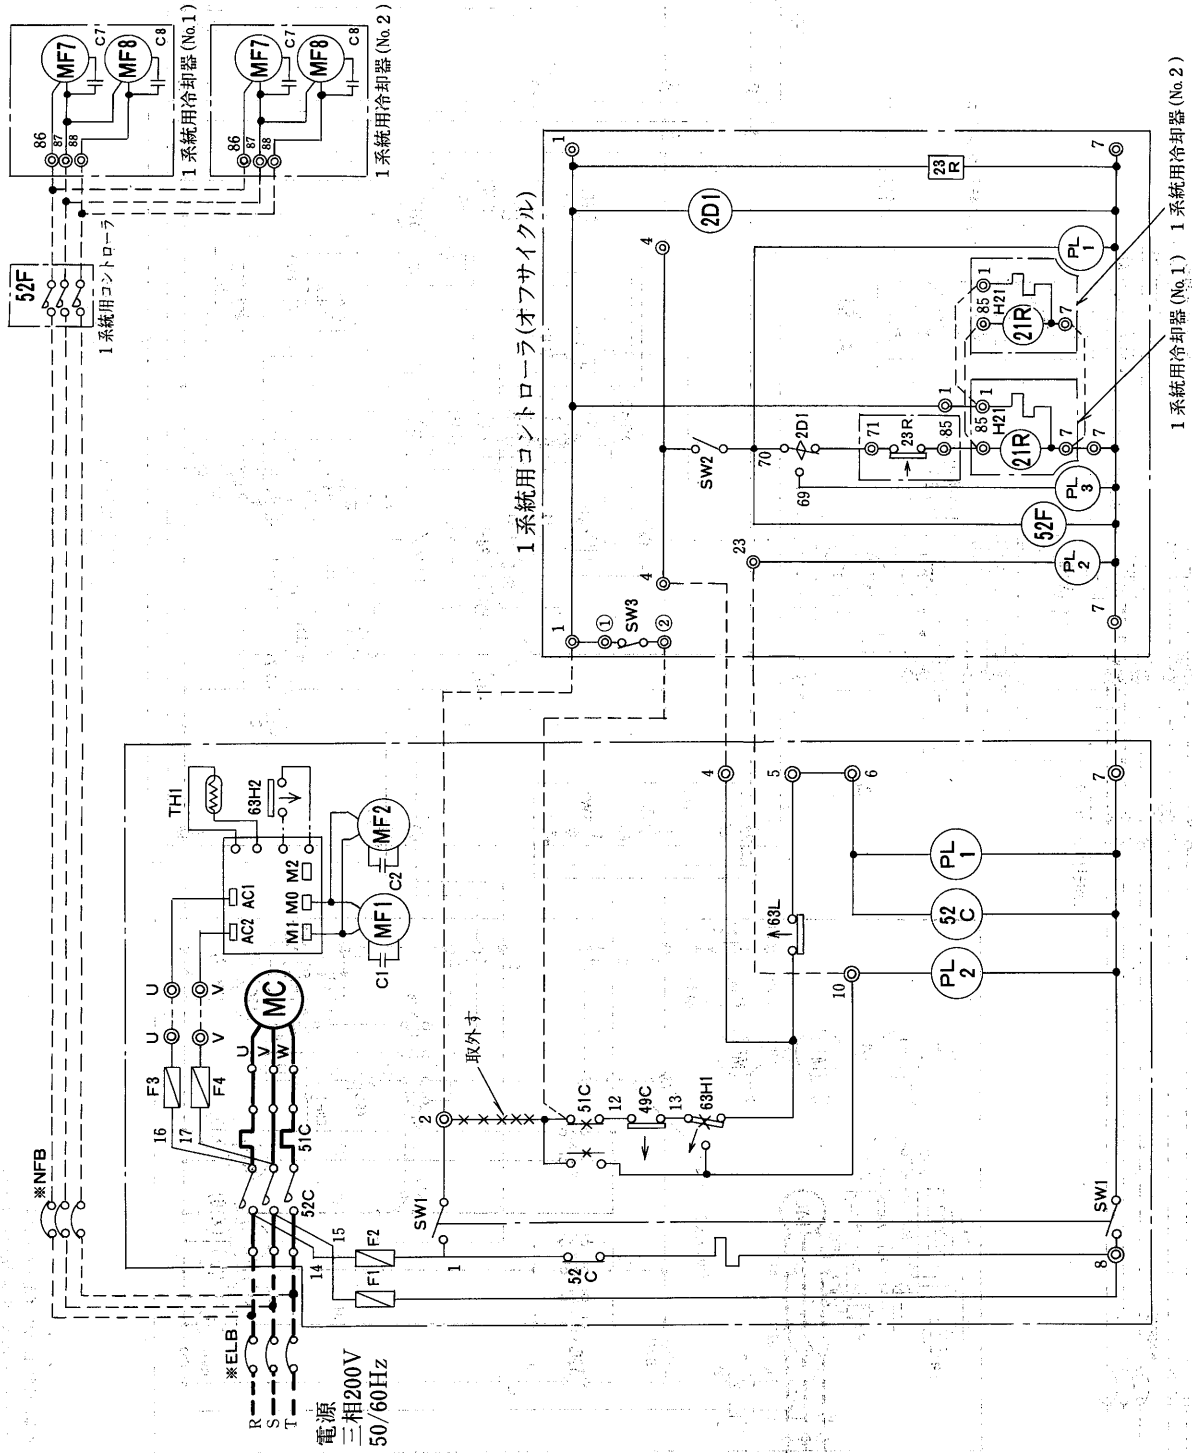 MF7
C7
MF8
C8
86
87
88
1系統用冷却器(No.1)
MF7
C7
MF8
C8
86
87
88
1系統用冷却器(No.2)
52F
1系統用コントローラ
※NFB
※ELB
R
S
T
電源
三相200V
50/60Hz
16
17
F3
F4
U
V
U
V
U
V
W
MC
51C
52C
14
15
F1
F2
AC2
AC1
M1
M0
M2
TH1
63H2
MF1
C1
MF2
C2
SW1
1
2
取外す
51C
12
49C
13
63H1
52
C
8
SW1
63L
4
5
6
10
7
PL
2
52
C
PL
1
1系統用コントローラ(オフサイクル)
1
①
SW3
②
4
23
7
1
4
7
SW2
70
69
2D1
71
23R
85
2D1
23
R
PL
2
52F
PL
3
PL
1
1
85
1
H21
21R
7
7
85
1
H21
21R
7
1系統用冷却器(No.1)
1系統用冷却器(No.2)